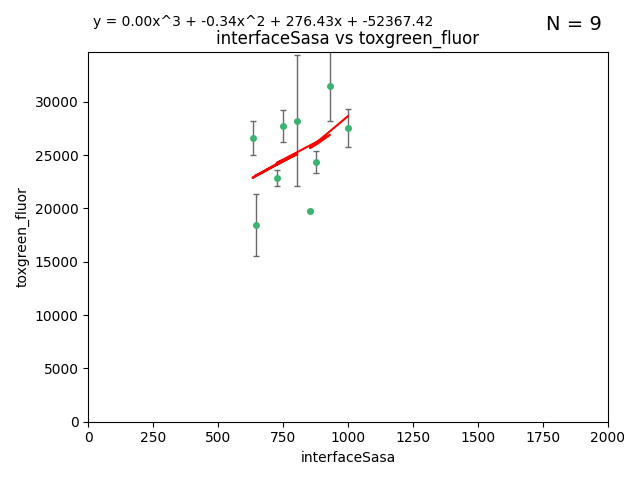 y = 0.00x^3 + -0.34x^2 + 276.43x + -52367.42
N = 9
interfaceSasa vs toxgreen_fluor
30000
25000
20000
15000
10000
5000
0
toxgreen_fluor
0 250 500 750 1000 1250 1500 1750 2000
interfaceSasa